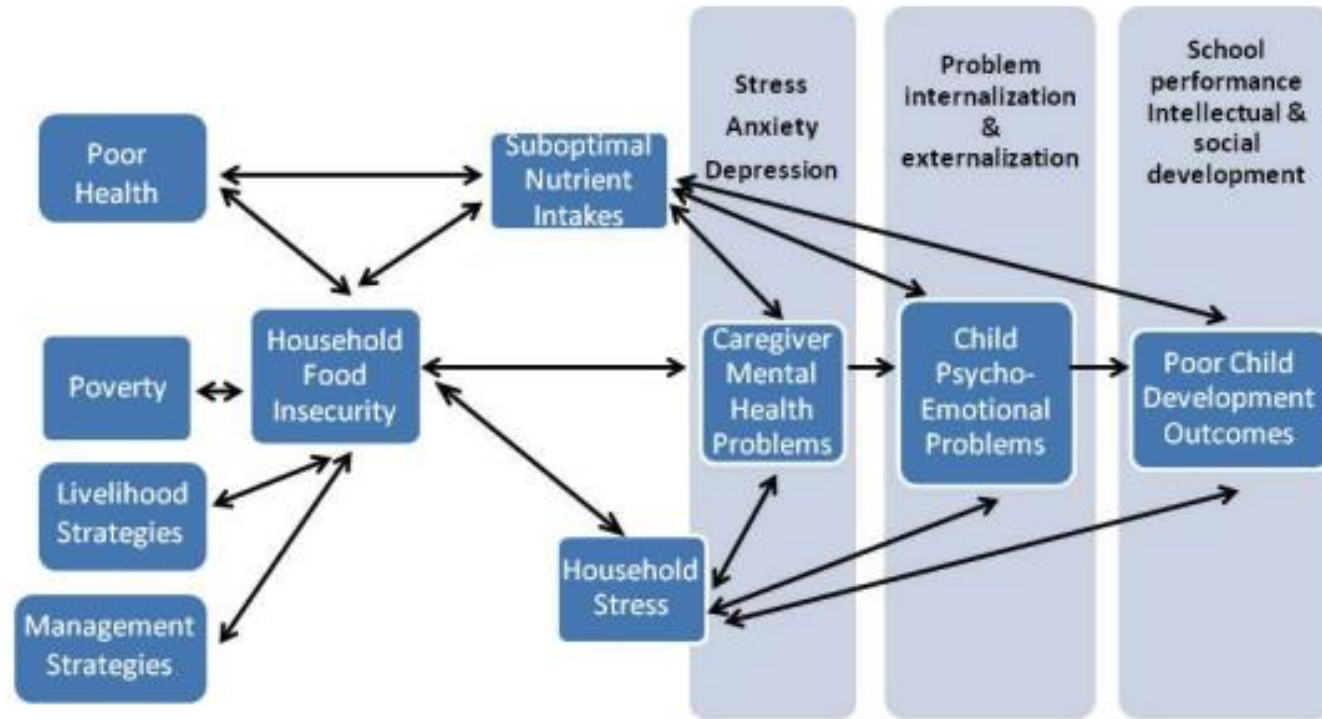 Stress
Anxiety
Depression
Problem
internalization
&
externalization
School
performance
Intellectual &
social
development
Poor
Health
Suboptimal
Nutrient
Intakes
Household
Food
Insecurity
Poverty
Livelihood
Strategies
Management
Strategies
Household
Stress
Caregiver
Mental
Health
Problems
Child
Psycho-
Emotional
Problems
Poor Child
Development
Outcomes